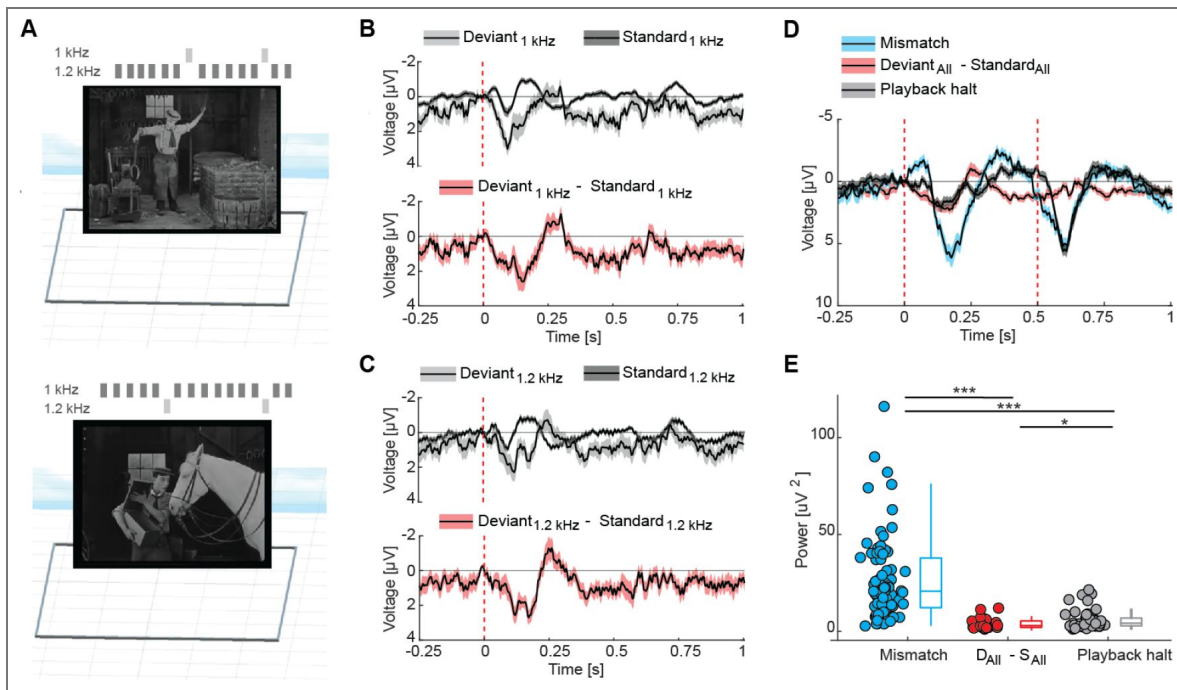 A
1 kHz
1.2 kHz
1 kHz
1.2 kHz
B
Deviant 1 kHz Standard 1 kHz
-2
0
2
4
Voltage [µV]
Deviant 1 kHz - Standard 1 kHz
-2
0
2
4
Voltage [µV]
-0.25 0 0.25 0.5 0.75 1
Time [s]
C
Deviant 1.2 kHz Standard 1.2 kHz
-2
0
2
4
Voltage [µV]
Deviant 1.2 kHz - Standard 1.2 kHz
-2
0
2
4
Voltage [µV]
-0.25 0 0.25 0.5 0.75 1
Time [s]
D
Mismatch
Deviant All - Standard All
Playback halt
-5
0
5
10
Voltage [µV]
-0.25 0 0.25 0.5 0.75 1
Time [s]
E
***
***
*
100
50
0
Power [uV 2]
Mismatch D All - S All Playback halt